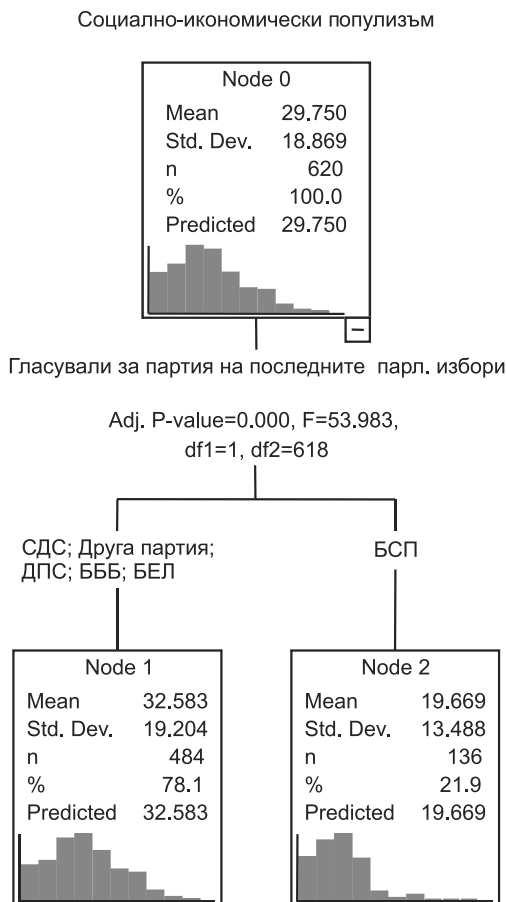 Социално-икономически популизъм
Node 0
Mean 29.750
Std. Dev. 18.869
n 620
% 100.0
Predicted 29.750
Гласували за партия на последните парл. избори
Adj. P-value=0.000, F=53.983,
df1=1, df2=618
СДС; Друга партия;
ДПС; БББ; БЕЛ
БСП
Node 1
Mean 32.583
Std. Dev. 19.204
n 484
% 78.1
Predicted 32.583
Node 2
Mean 19.669
Std. Dev. 13.488
n 136
% 21.9
Predicted 19.669